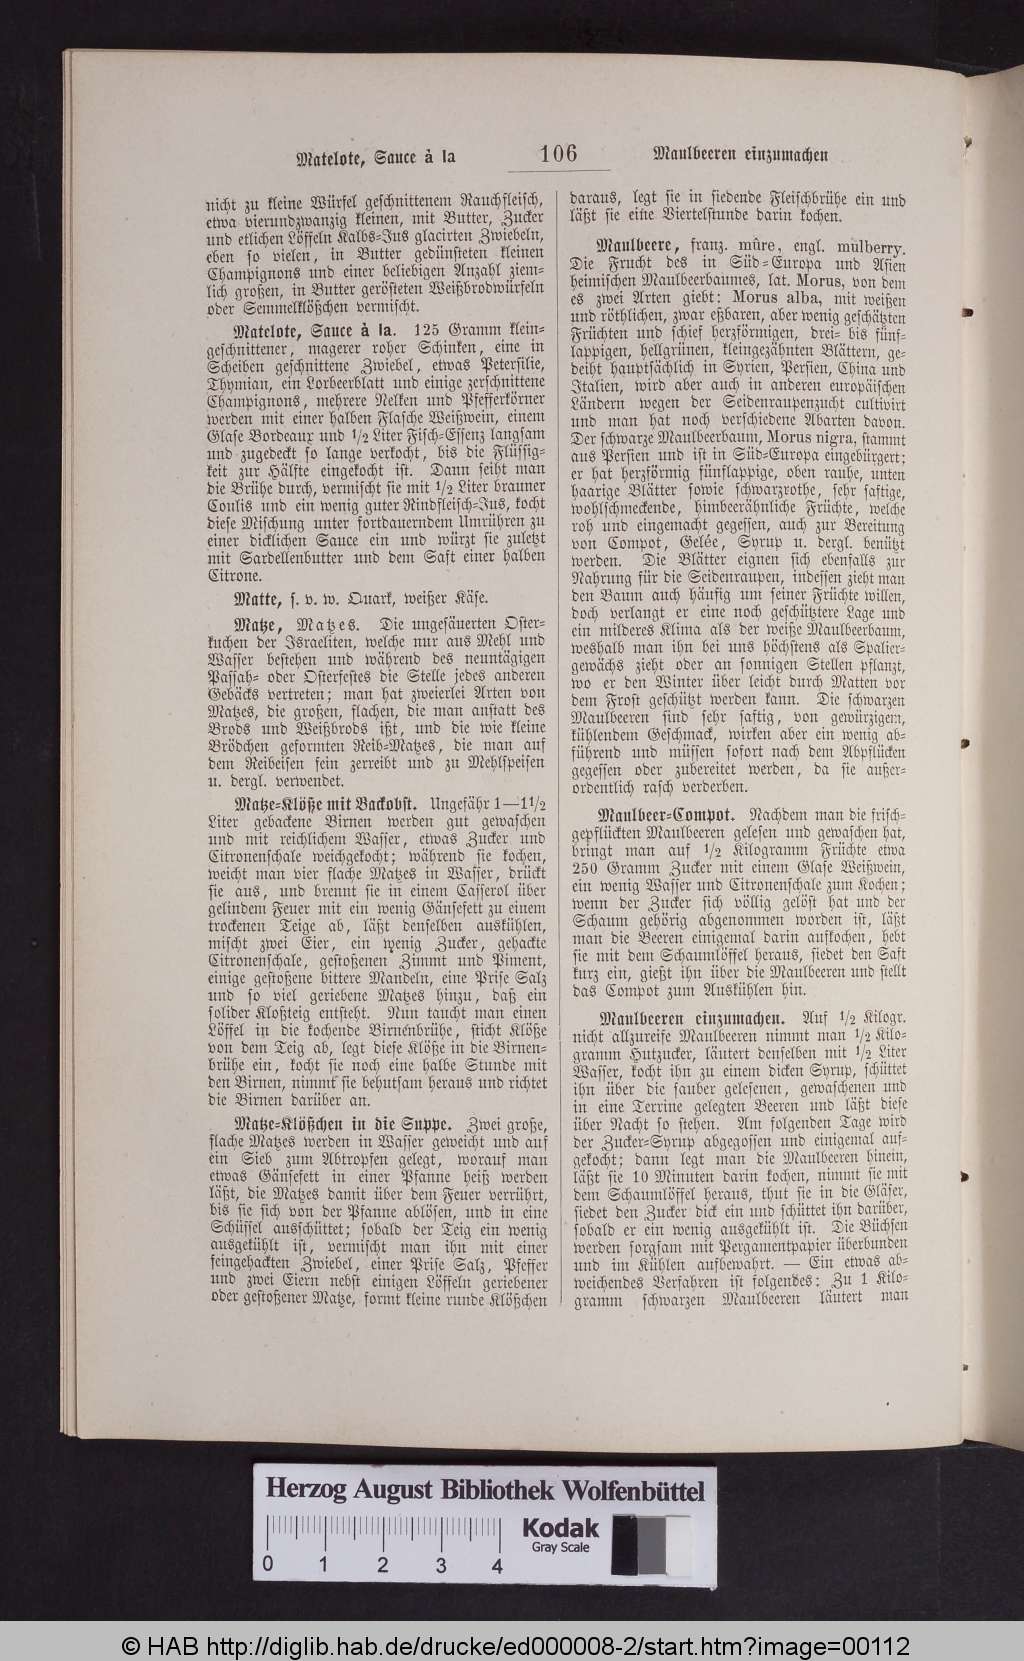 Matelote, Sauce à la
106
Maulbeeren einzumachen
nicht zu kleine Würfel geschnittenem Rauchfleisch,
etwa vierundzwanzig kleinen, mit Butter, Zucker
und etlichen Löffeln Kalbs-Jus glacirten Zwiebeln,
eben so vielen, in Butter gedünsteten kleinen
Champignons und einer beliebigen Anzahl ziem-
lich großen, in Butter gerösteten Weißbrodwürfeln
oder Semmelklößchen vermischt.
Matelote, Sauce à la. 125 Gramm klein-
geschnittener, magerer roher Schinken, eine in
Scheiben geschnittene Zwiebel, etwas Petersilie,
Thymian, ein Lorbeerblatt und einige zerschnittene
Champignons, mehrere Nelken und Pfefferkörner
werden mit einer halben Flasche Weißwein, einem
Glase Bordeaux und 1/2 Liter Fisch-Essenz langsam
und zugedeckt so lange verkocht, bis die Flüssig-
keit zur Hälfte eingekocht ist. Dann seiht man
die Brühe durch, vermischt sie mit 1/2 Liter brauner
Coulis und ein wenig guter Rindfleisch-Jus, kocht
diese Mischung unter fortdauerndem Umrühren zu
einer dicklichen Sauce ein und würzt sie zuletzt
mit Sardellenbutter und dem Saft einer halben
Citrone.
Matte, s. v. w. Quark, weißer Käse.
Matze, Matzes. Die ungesäuerten Oster-
kuchen der Israeliten, welche nur aus Mehl und
Wasser bestehen und während des neuntägigen
Passah- oder Osterfestes die Stelle jedes anderen
Gebäcks vertreten; man hat zweierlei Arten von
Matzes, die großen, flachen, die man anstatt des
Brods und Weißbrods ißt, und die wie kleine
Brödchen geformten Reib-Matzes, die man auf
dem Reibeisen fein zerreibt und zu Mehlspeisen
u. dergl. verwendet.
Matze-Klöße mit Backobst. Ungefähr 1—1 1/2
Liter gebackene Birnen werden gut gewaschen
und mit reichlichem Wasser, etwas Zucker und
Citronenschale weichgekocht; während sie kochen,
weicht man vier flache Matzes in Wasser, drückt
sie aus, und brennt sie in einem Casserol über
gelindem Feuer mit ein wenig Gänsefett zu einem
trockenen Teige ab, läßt denselben auskühlen,
mischt zwei Eier, ein wenig Zucker, gehackte
Citronenschale, gestoßenen Zimmt und Piment,
einige gestoßene bittere Mandeln, eine Prise Salz
und so viel geriebene Matzes hinzu, daß ein
solider Kloßteig entsteht. Nun taucht man einen
Löffel in die kochende Birnenbrühe, sticht Klöße
von dem Teig ab, legt diese Klöße in die Birnen-
brühe ein, kocht sie noch eine halbe Stunde mit
den Birnen, nimmt sie behutsam heraus und richtet
die Birnen darüber an.
Matze-Klößchen in die Suppe. Zwei große,
flache Matzes werden in Wasser geweicht und auf
ein Sieb zum Abtropfen gelegt, worauf man
etwas Gänsefett in einer Pfanne heiß werden
läßt, die Matzes damit über dem Feuer verrührt,
bis sie sich von der Pfanne ablösen, und in eine
Schüssel ausschüttet; sobald der Teig ein wenig
ausgekühlt ist, vermischt man ihn mit einer
feingehackten Zwiebel, einer Prise Salz, Pfeffer
und zwei Eiern nebst einigen Löffeln geriebener
oder gestoßener Matze, formt kleine runde Klößchen
daraus, legt sie in siedende Fleischbrühe ein und
läßt sie eine Viertelstunde darin kochen.
Maulbeere, franz. mûre, engl. mulberry.
Die Frucht des in Süd-Europa und Asien
heimischen Maulbeerbaumes, lat. Morus, von dem
es zwei Arten giebt: Morus alba, mit weißen
und röthlichen, zwar eßbaren, aber wenig geschätzten
Früchten und schief herzförmigen, drei- bis fünf-
lappigen, hellgrünen, kleingezähnten Blättern, ge-
deiht hauptsächlich in Syrien, Persien, China und
Italien, wird aber auch in anderen europäischen
Ländern wegen der Seidenraupenzucht cultivirt
und man hat noch verschiedene Abarten davon.
Der schwarze Maulbeerbaum, Morus nigra, stammt
aus Persien und ist in Süd-Europa eingebürgert;
er hat herzförmig fünflappige, oben rauhe, unten
haarige Blätter sowie schwarzrothe, sehr saftige,
wohlschmeckende, himbeerähnliche Früchte, welche
roh und eingemacht gegessen, auch zur Bereitung
von Compot, Gelée, Syrup u. dergl. benützt
werden. Die Blätter eignen sich ebenfalls zur
Nahrung für die Seidenraupen, indessen zieht man
den Baum auch häufig um seiner Früchte willen,
doch verlangt er eine noch geschütztere Lage und
ein milderes Klima als der weiße Maulbeerbaum,
weshalb man ihn bei uns höchstens als Spalier-
gewächs zieht oder an sonnigen Stellen pflanzt,
wo er den Winter über leicht durch Matten vor
dem Frost geschützt werden kann. Die schwarzen
Maulbeeren sind sehr saftig, von gewürzigem,
kühlendem Geschmack, wirken aber ein wenig ab-
führend und müssen sofort nach dem Abpflücken
gegessen oder zubereitet werden, da sie außer-
ordentlich rasch verderben.
Maulbeer-Compot. Nachdem man die frisch-
gepflückten Maulbeeren gelesen und gewaschen hat,
bringt man auf 1/2 Kilogramm Früchte etwa
250 Gramm Zucker mit einem Glase Weißwein,
ein wenig Wasser und Citronenschale zum Kochen;
wenn der Zucker sich völlig gelöst hat und der
Schaum gehörig abgenommen worden ist, läßt
man die Beeren einigemal darin aufkochen, hebt
sie mit dem Schaumlöffel heraus, siedet den Saft
kurz ein, gießt ihn über die Maulbeeren und stellt
das Compot zum Auskühlen hin.
Maulbeeren einzumachen. Auf 1/2 Kilogr.
nicht allzureife Maulbeeren nimmt man 1/2 Kilo-
gramm Hutzucker, läutert denselben mit 1/2 Liter
Wasser, kocht ihn zu einem dicken Syrup, schüttet
ihn über die sauber gelesenen, gewaschenen und
in eine Terrine gelegten Beeren und läßt diese
über Nacht so stehen. Am folgenden Tage wird
der Zucker-Syrup abgegossen und einigemal auf-
gekocht; dann legt man die Maulbeeren hinein,
läßt sie 10 Minuten darin kochen, nimmt sie mit
dem Schaumlöffel heraus, thut sie in die Gläser,
siedet den Zucker dick ein und schüttet ihn darüber,
sobald er ein wenig ausgekühlt ist. Die Büchsen
werden sorgsam mit Pergamentpapier überbunden
und im Kühlen aufbewahrt. — Ein etwas ab-
weichendes Verfahren ist folgendes: Zu 1 Kilo-
gramm schwarzen Maulbeeren läutert man
Herzog August Bibliothek Wolfenbüttel
Kodak
Gray Scale
0 1 2 3 4
© HAB http://diglib.hab.de/drucke/ed000008-2/start.htm?image=00112